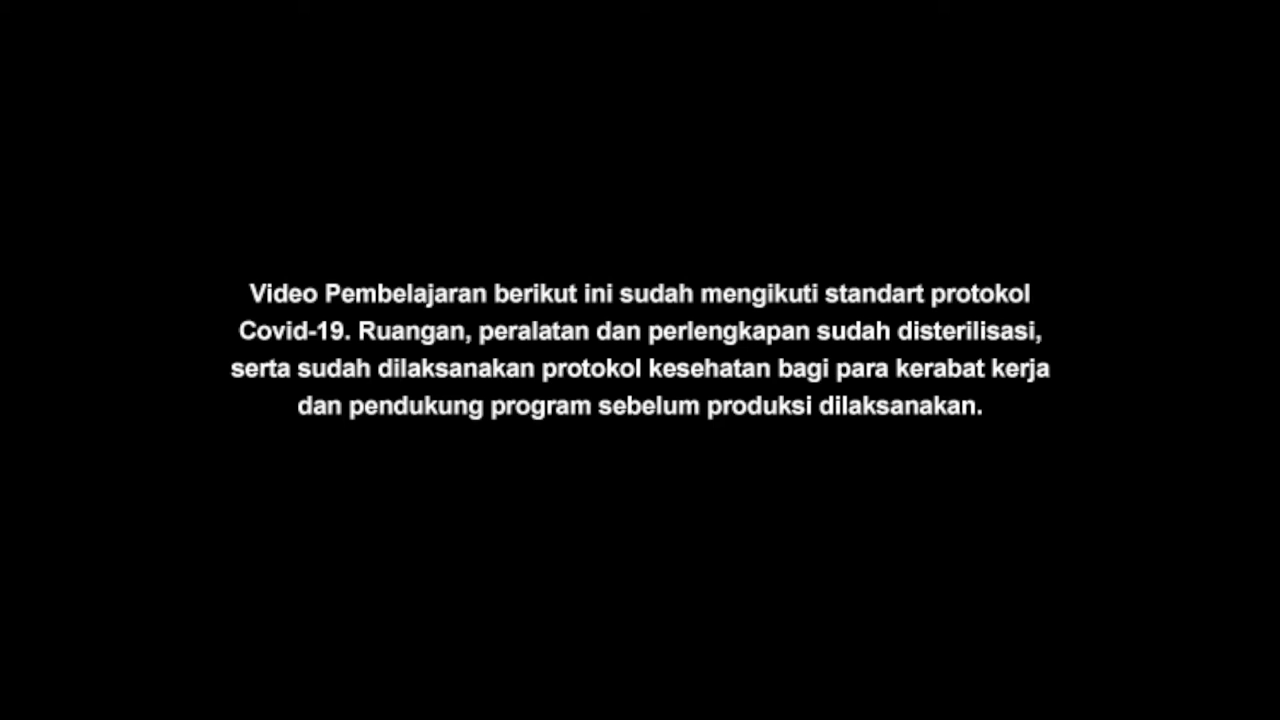 Video Pembelajaran berikut ini sudah mengikuti standart protokol
Covid-19. Ruangan, peralatan dan perlengkapan sudah disterilisasi,
serta sudah dilaksanakan protokol kesehatan bagi para kerabat kerja
dan pendukung program sebelum produksi dilaksanakan.